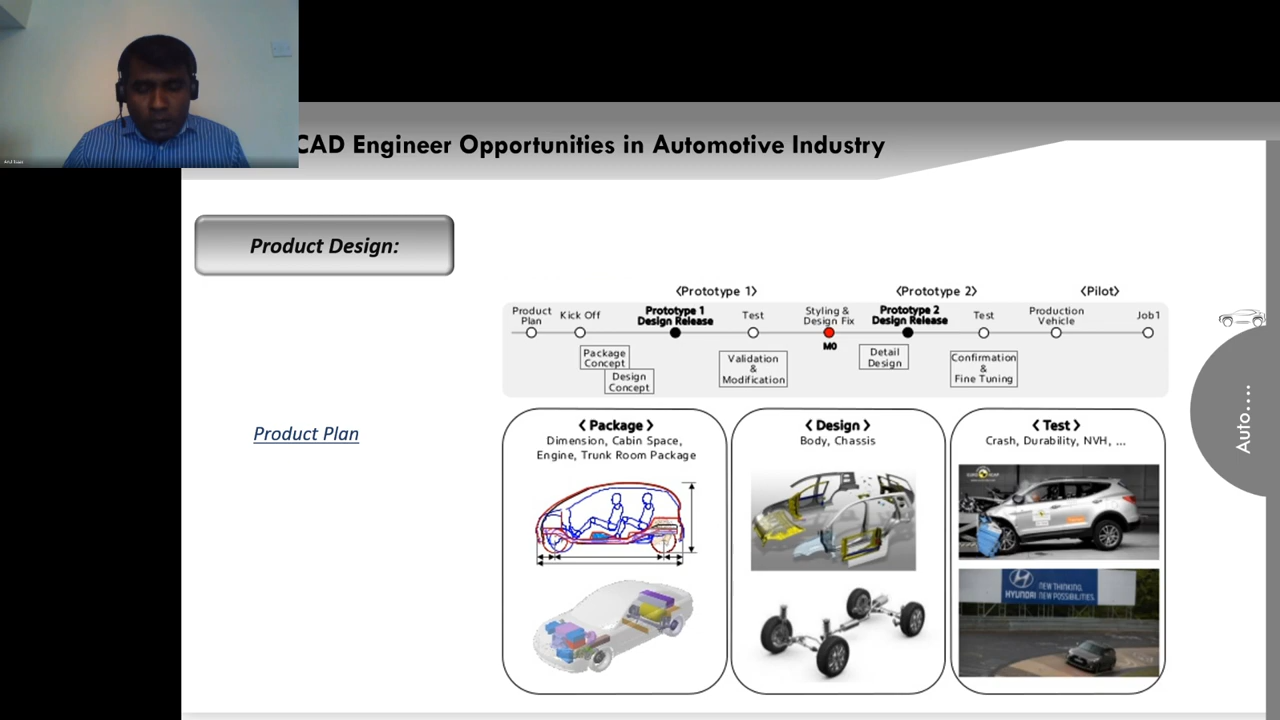 CAD Engineer Opportunities in Automotive Industry
Product Design:
<Prototype 1>
<Prototype 2>
<Pilot>
Product
Plan
Kick Off
Prototype 1
Design Release
Test
Styling &
Design Fix
Prototype 2
Design Release
Test
Production
Vehicle
Job1
M0
Package
Concept
Design
Concept
Validation
&
Modification
Detail
Design
Confirmation
&
Fine Tuning
Product Plan
< Package >
Dimension, Cabin Space,
Engine, Trunk Room Package
< Design >
Body, Chassis
< Test >
Crash, Durability, NVH, ...
HYUNDAI
NEW THINKING.
NEW POSSIBILITIES.
Auto....